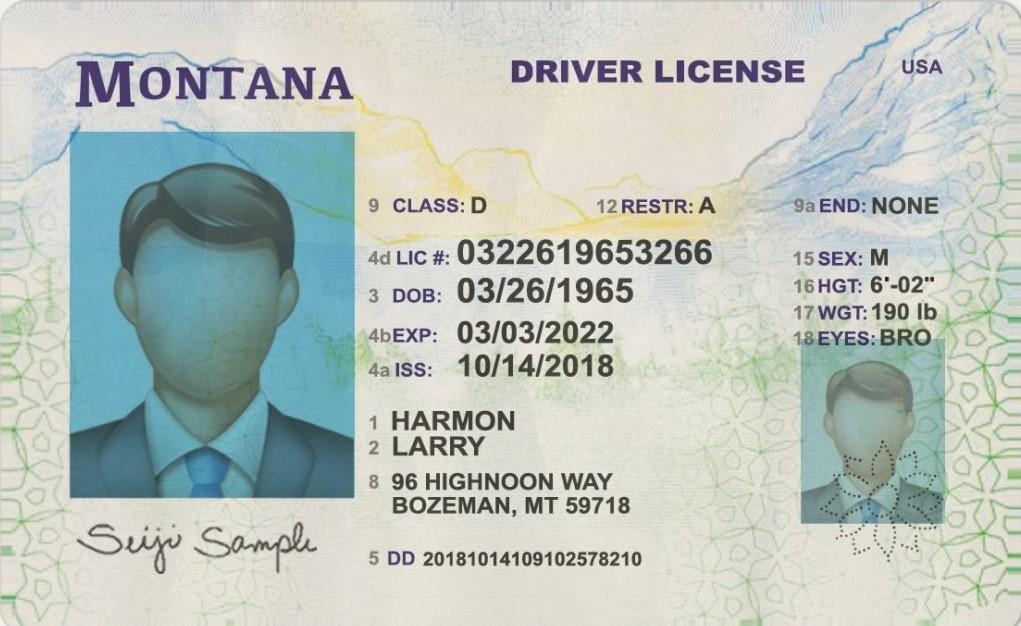 MONTANA
DRIVER LICENSE
USA
9 CLASS: D
12 RESTR: A
9a END: NONE
4d LIC #: 0322619653266
15 SEX: M
3 DOB: 03/26/1965
16 HGT: 6'-02"
17 WGT: 190 lb
4b EXP: 03/03/2022
18 EYES: BRO
4a ISS: 10/14/2018
1 HARMON
2 LARRY
8 96 HIGHNOON WAY
BOZEMAN, MT 59718
Seiji Sample
5 DD 20181014109102578210